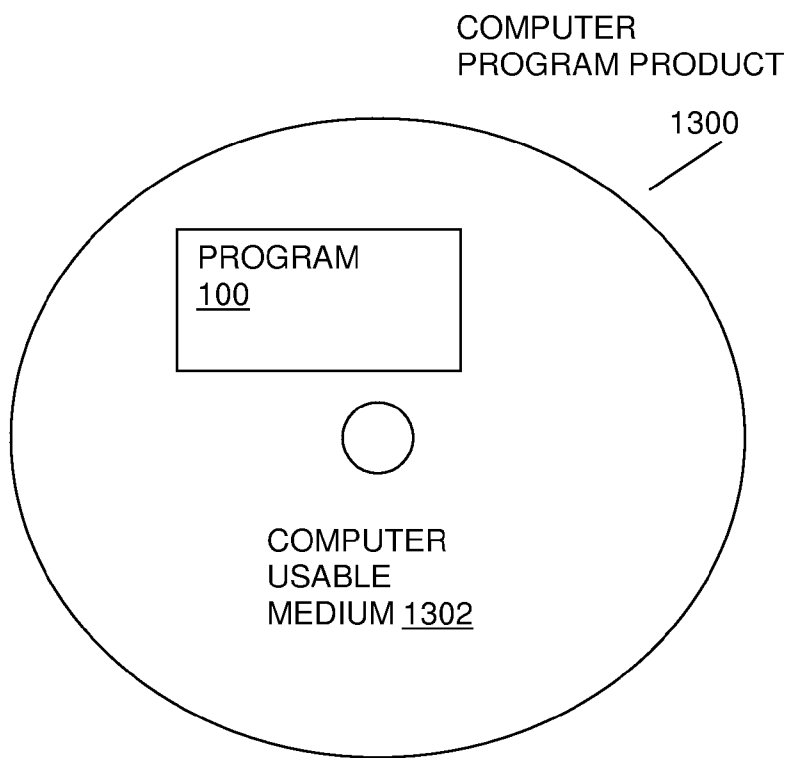 COMPUTER
PROGRAM PRODUCT
1300
PROGRAM
100
COMPUTER
USABLE
MEDIUM 1302